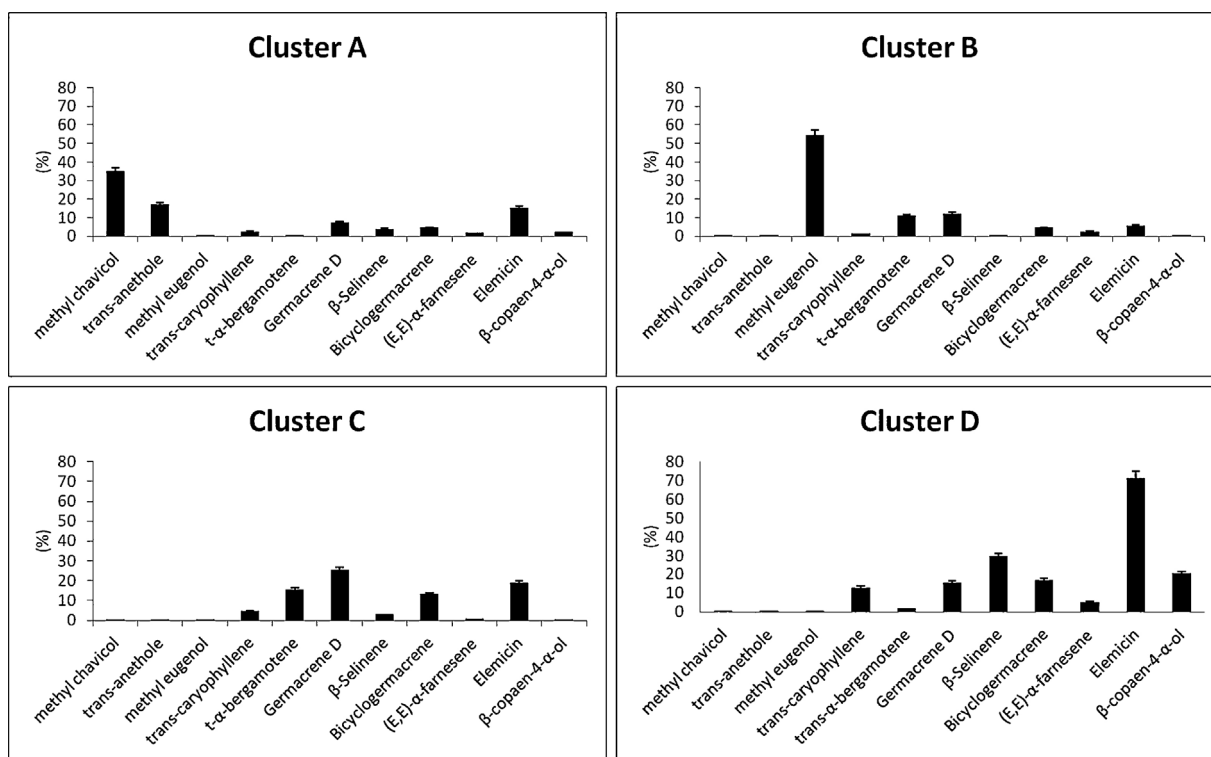 Cluster A
80
70
60
50
40
30
20
10
0
(%)
methyl chavicol
trans-anethole
methyl eugenol
trans-caryophyllene
t-α-bergamotene
Germacrene D
β-Selinene
Bicyclogermacrene
(E,E)-α-farnesene
Elemicin
β-copaen-4-α-ol
Cluster B
80
70
60
50
40
30
20
10
0
(%)
methyl chavicol
trans-anethole
methyl eugenol
trans-caryophyllene
t-α-bergamotene
Germacrene D
β-Selinene
Bicyclogermacrene
(E,E)-α-farnesene
Elemicin
β-copaen-4-α-ol
Cluster C
80
70
60
50
40
30
20
10
0
(%)
methyl chavicol
trans-anethole
methyl eugenol
trans-caryophyllene
t-α-bergamotene
Germacrene D
β-Selinene
Bicyclogermacrene
(E,E)-α-farnesene
Elemicin
β-copaen-4-α-ol
Cluster D
80
70
60
50
40
30
20
10
0
(%)
methyl chavicol
trans-anethole
methyl eugenol
trans-caryophyllene
trans-α-bergamotene
Germacrene D
β-Selinene
Bicyclogermacrene
(E,E)-α-farnesene
Elemicin
β-copaen-4-α-ol